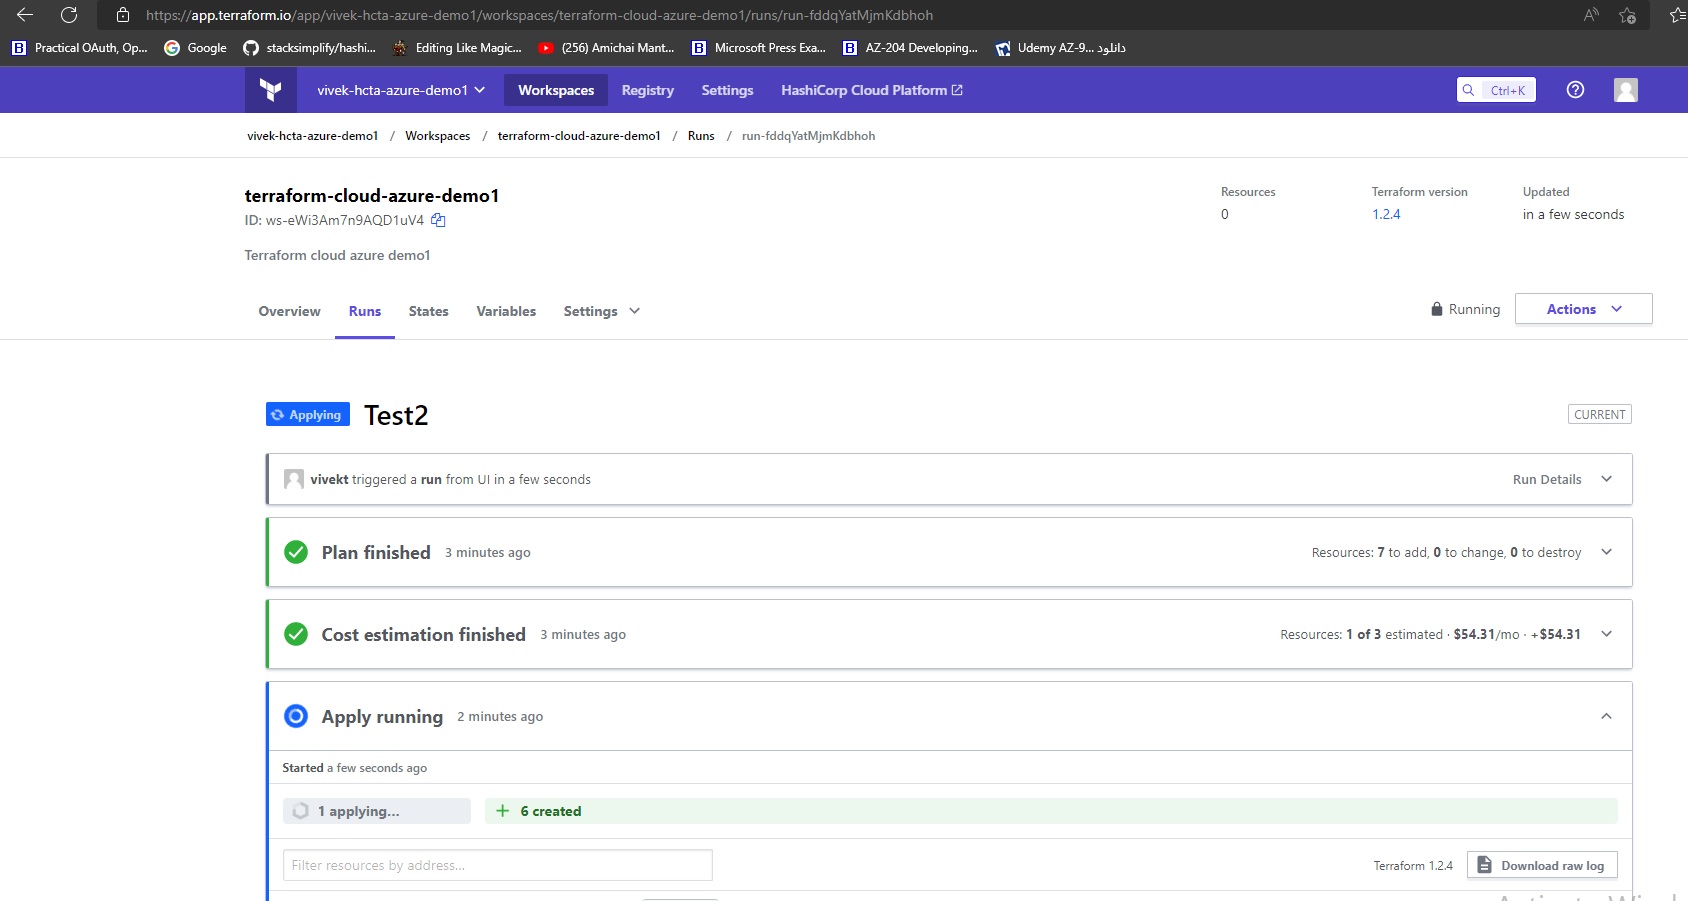 https://app.terraform.io/app/vivek-hcta-azure-demo1/workspaces/terraform-cloud-azure-demo1/runs/run-fddqYatMjmKdbhoh
Practical OAuth, Op... Google stacksimplify/hashi... Editing Like Magic... (256) Amichai Mant... Microsoft Press Exa... AZ-204 Developing... Udemy AZ-9... دانلود
vivek-hcta-azure-demo1 Workspaces Registry Settings HashiCorp Cloud Platform Ctrl+K
vivek-hcta-azure-demo1 / Workspaces / terraform-cloud-azure-demo1 / Runs / run-fddqYatMjmKdbhoh
terraform-cloud-azure-demo1 Resources Terraform version Updated
ID: ws-eWi3Am7n9AQD1uV4 0 1.2.4 in a few seconds
Terraform cloud azure demo1
Overview Runs States Variables Settings Running Actions
Applying Test2 CURRENT
vivekt triggered a run from UI in a few seconds Run Details
Plan finished 3 minutes ago Resources: 7 to add, 0 to change, 0 to destroy
Cost estimation finished 3 minutes ago Resources: 1 of 3 estimated · $54.31/mo · +$54.31
Apply running 2 minutes ago
Started a few seconds ago
1 applying... + 6 created
Filter resources by address... Terraform 1.2.4 Download raw log